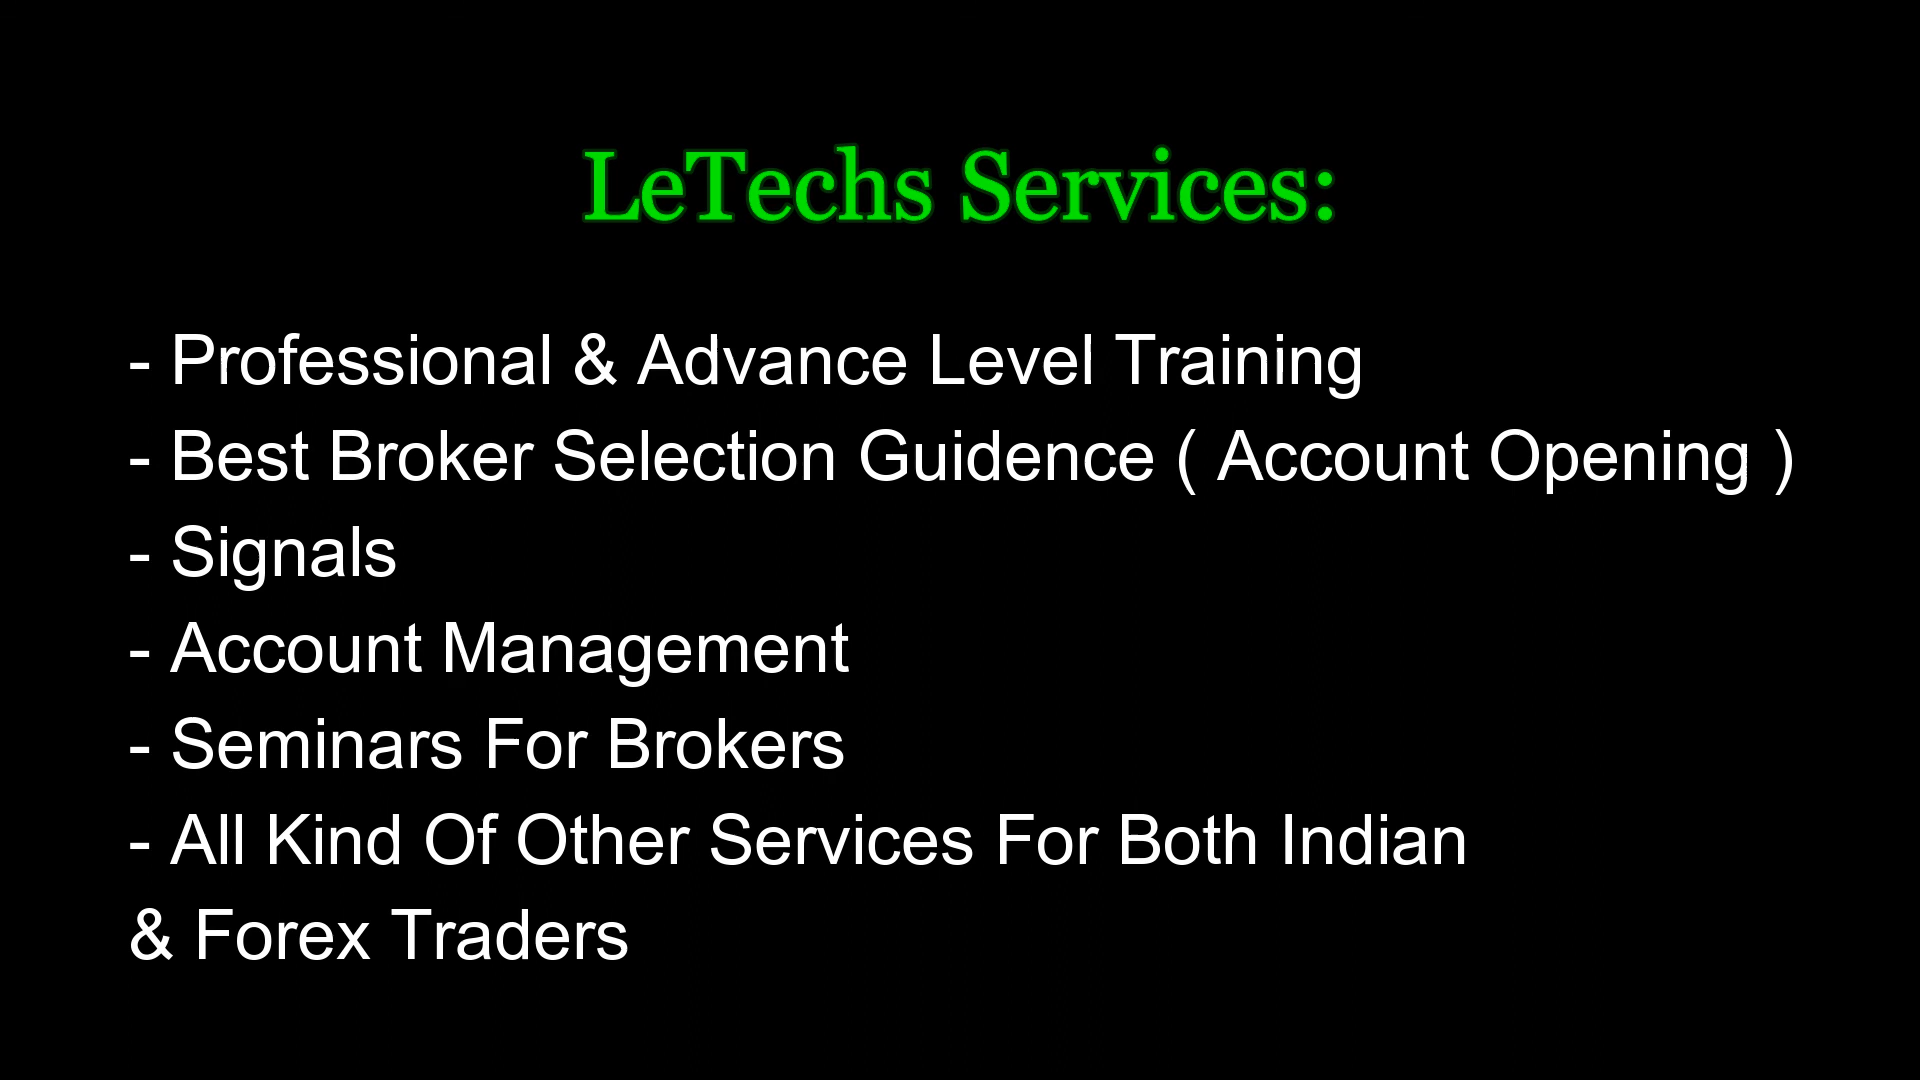 LeTechs Services:
- Professional & Advance Level Training
- Best Broker Selection Guidence ( Account Opening )
- Signals
- Account Management
- Seminars For Brokers
- All Kind Of Other Services For Both Indian
& Forex Traders